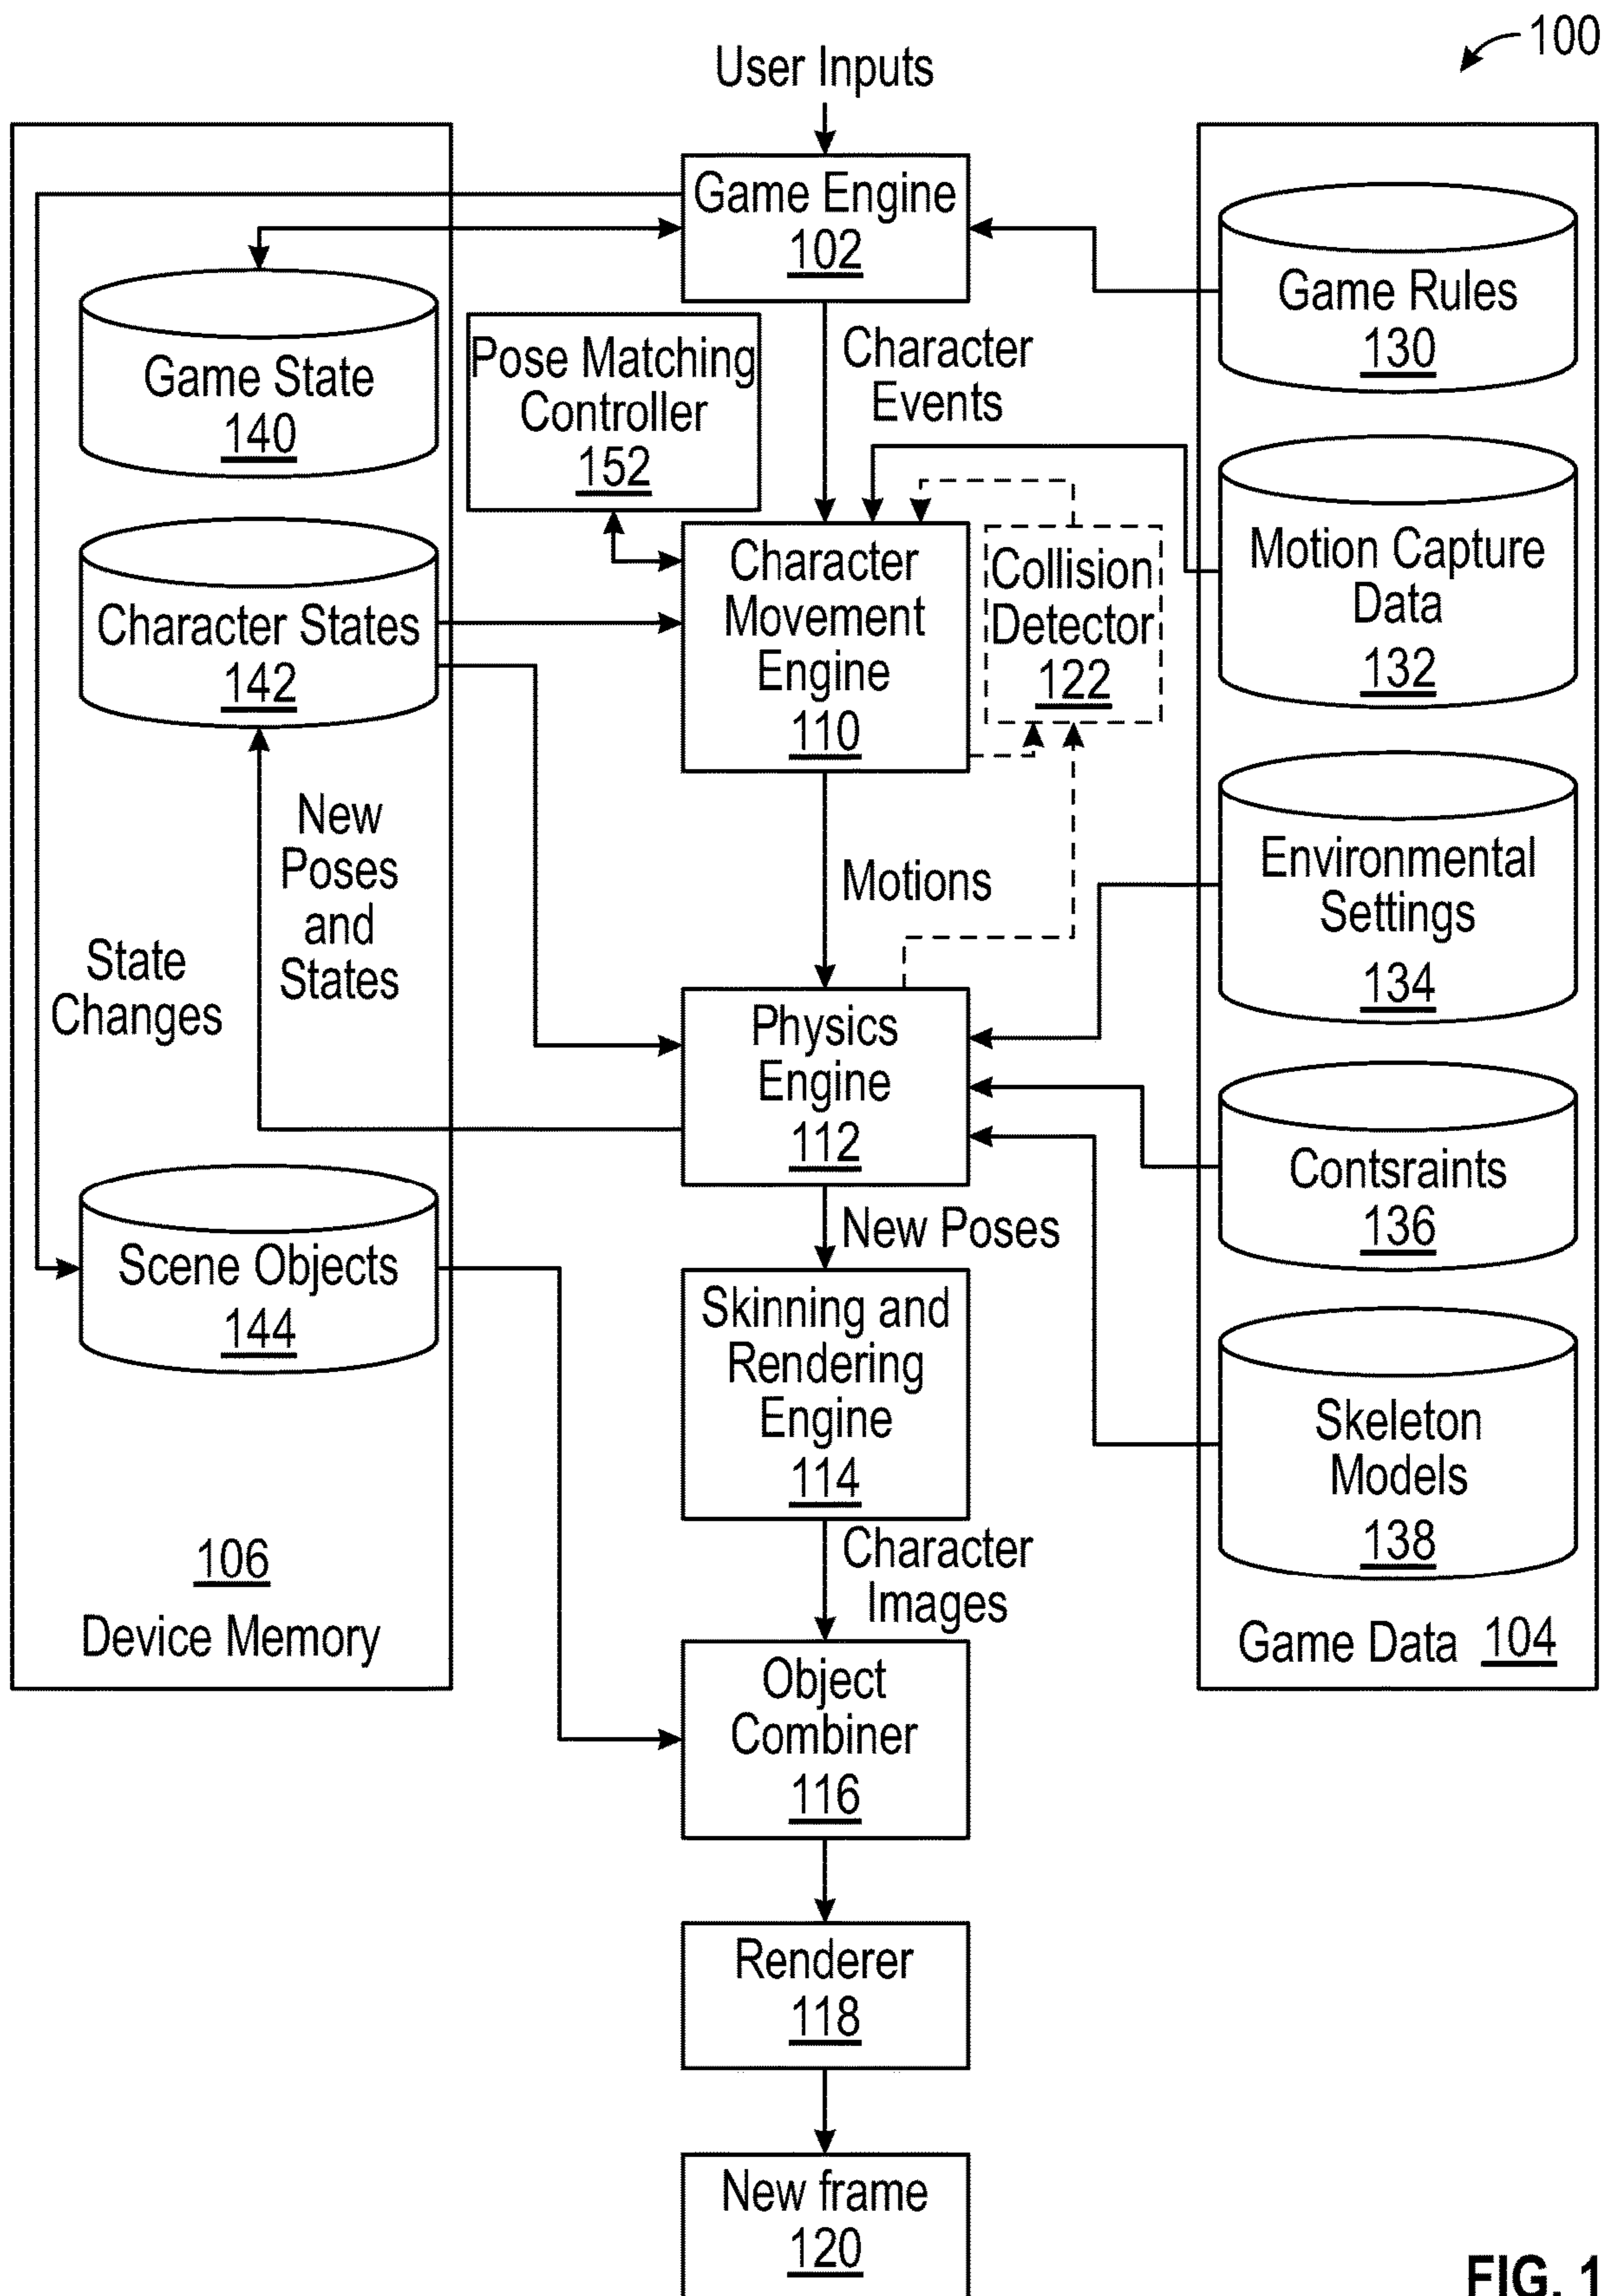 100
User Inputs
Game Engine
102
Game Rules
130
Game State
140
Pose Matching
Controller
152
Character
Events
Motion Capture
Data
132
Character States
142
Character
Movement
Engine
110
Collision
Detector
122
New
Poses
and
States
State
Changes
Motions
Environmental
Settings
134
Physics
Engine
112
Contsraints
136
New Poses
Scene Objects
144
Skinning and
Rendering
Engine
114
Skeleton
Models
138
Character
Images
106
Device Memory
Game Data 104
Object
Combiner
116
Renderer
118
New frame
120
FIG. 1